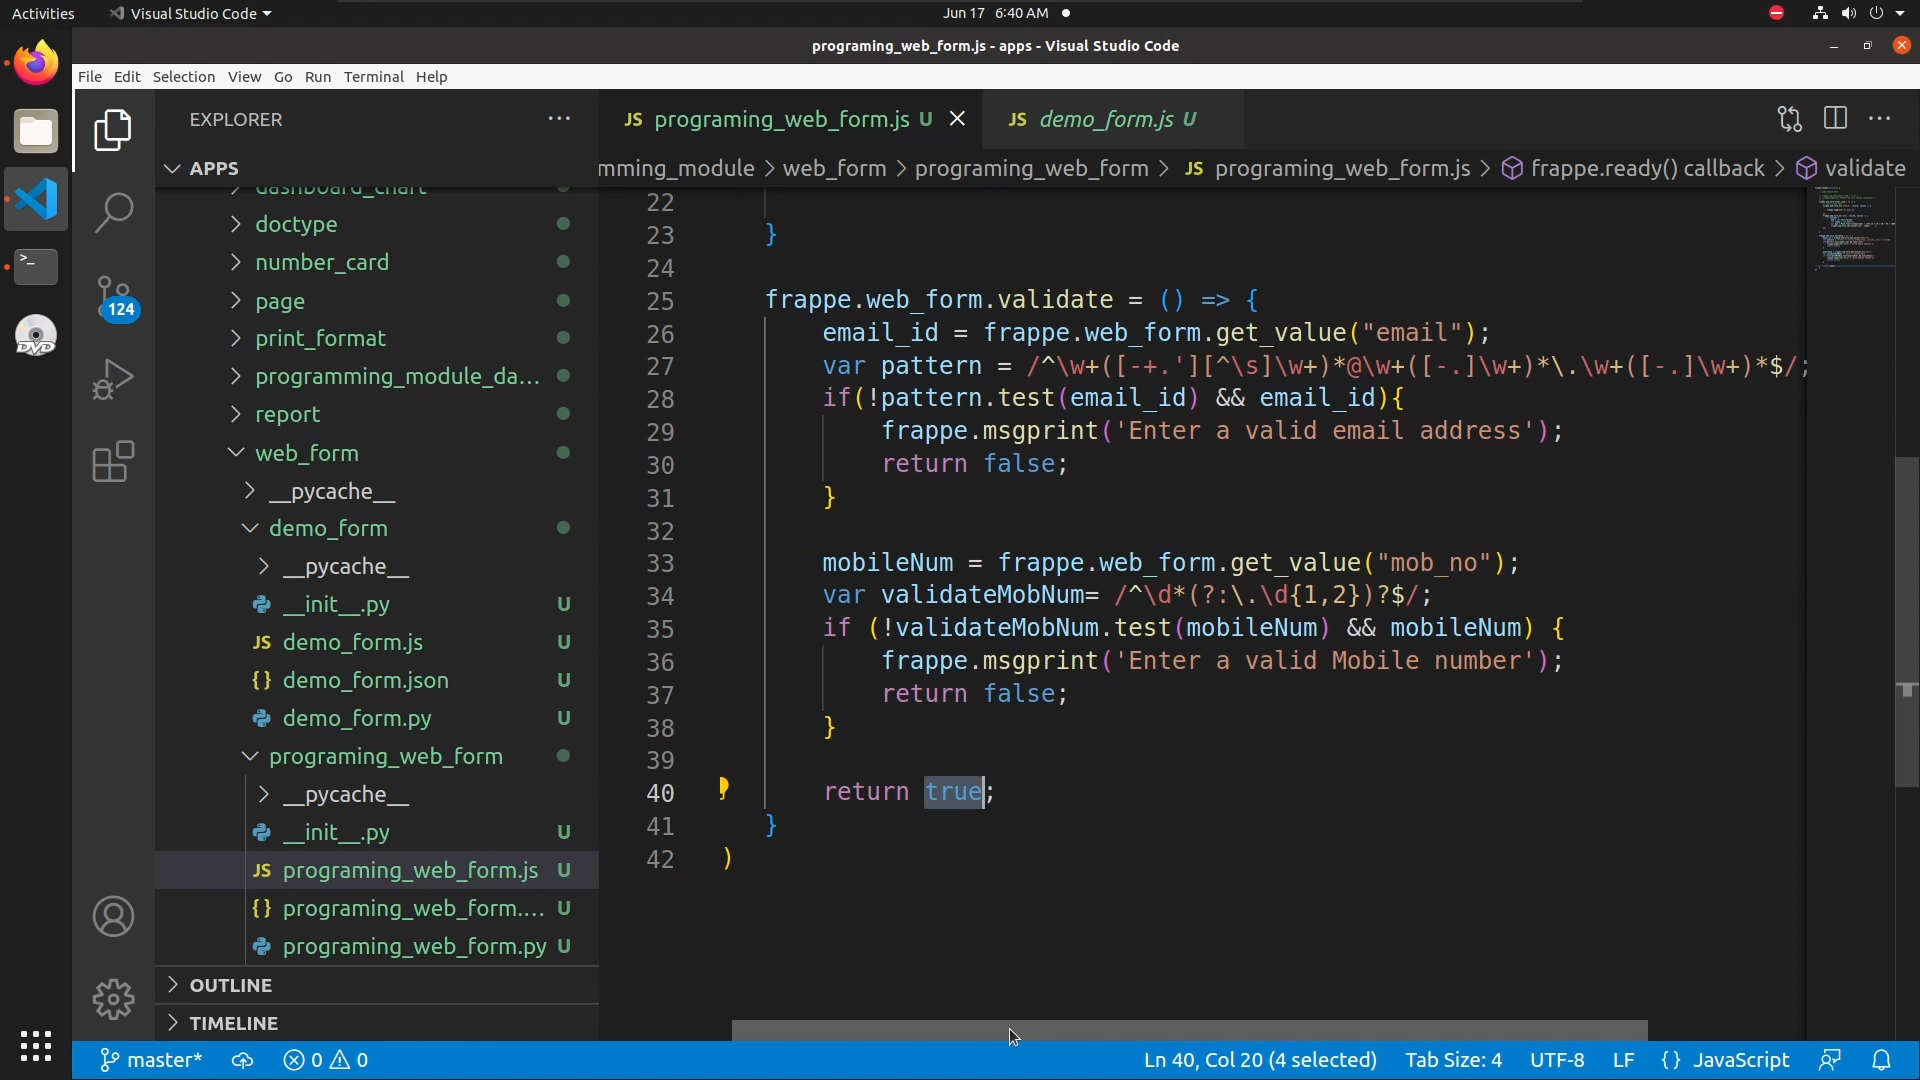 Activities Visual Studio Code Jun 17 6:40 AM
programing_web_form.js - apps - Visual Studio Code
File Edit Selection View Go Run Terminal Help
EXPLORER ...
programing_web_form.js U
demo_form.js U
APPS
mming_module > web_form > programing_web_form > JS programing_web_form.js > frappe.ready() callback > validate
dashboard_chart
doctype
number_card
page
print_format
programming_module_da...
report
web_form
__pycache__
demo_form
__pycache__
__init__.py U
JS demo_form.js U
{} demo_form.json U
demo_form.py U
programing_web_form
__pycache__
__init__.py U
JS programing_web_form.js U
{} programing_web_form.... U
programing_web_form.py U
OUTLINE
TIMELINE
124
>_
DVD
22
23 }
24
25 frappe.web_form.validate = () => {
26 email_id = frappe.web_form.get_value("email");
27 var pattern = /^\w+([-+.'][^\s]\w+)*@\w+([-.]\w+)*\.\w+([-.]\w+)*$/;
28 if(!pattern.test(email_id) && email_id){
29 frappe.msgprint('Enter a valid email address');
30 return false;
31 }
32
33 mobileNum = frappe.web_form.get_value("mob_no");
34 var validateMobNum= /^\d*(?:\.\d{1,2})?$/;
35 if (!validateMobNum.test(mobileNum) && mobileNum) {
36 frappe.msgprint('Enter a valid Mobile number');
37 return false;
38 }
39
40 return true;
41 }
42 )
master* 0 0 Ln 40, Col 20 (4 selected) Tab Size: 4 UTF-8 LF {} JavaScript